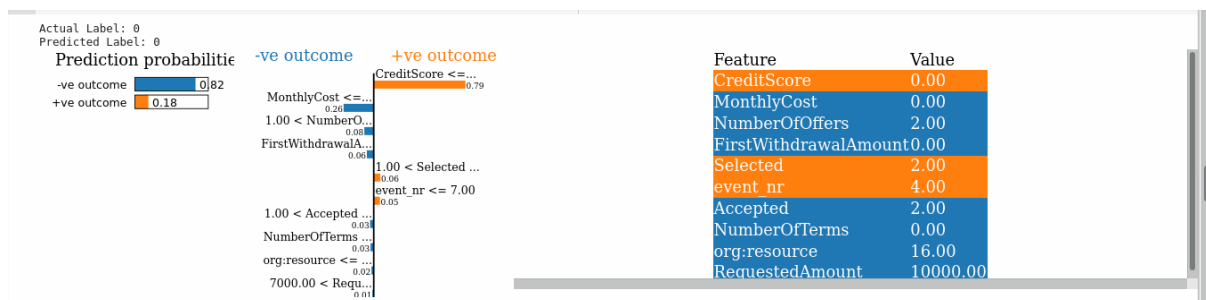 Actual Label: 0
Predicted Label: 0
Prediction probabilitie
-ve outcome 0.82
+ve outcome 0.18
-ve outcome +ve outcome
CreditScore <=...
0.79
MonthlyCost <=...
0.26
1.00 < NumberO...
0.08
FirstWithdrawalA...
0.06
1.00 < Selected ...
0.06
event_nr <= 7.00
0.05
1.00 < Accepted ...
0.03
NumberOfTerms ...
0.03
org:resource <= ...
0.02
7000.00 < Requ...
0.01
Feature Value
CreditScore 0.00
MonthlyCost 0.00
NumberOfOffers 2.00
FirstWithdrawalAmount 0.00
Selected 2.00
event_nr 4.00
Accepted 2.00
NumberOfTerms 0.00
org:resource 16.00
RequestedAmount 10000.00